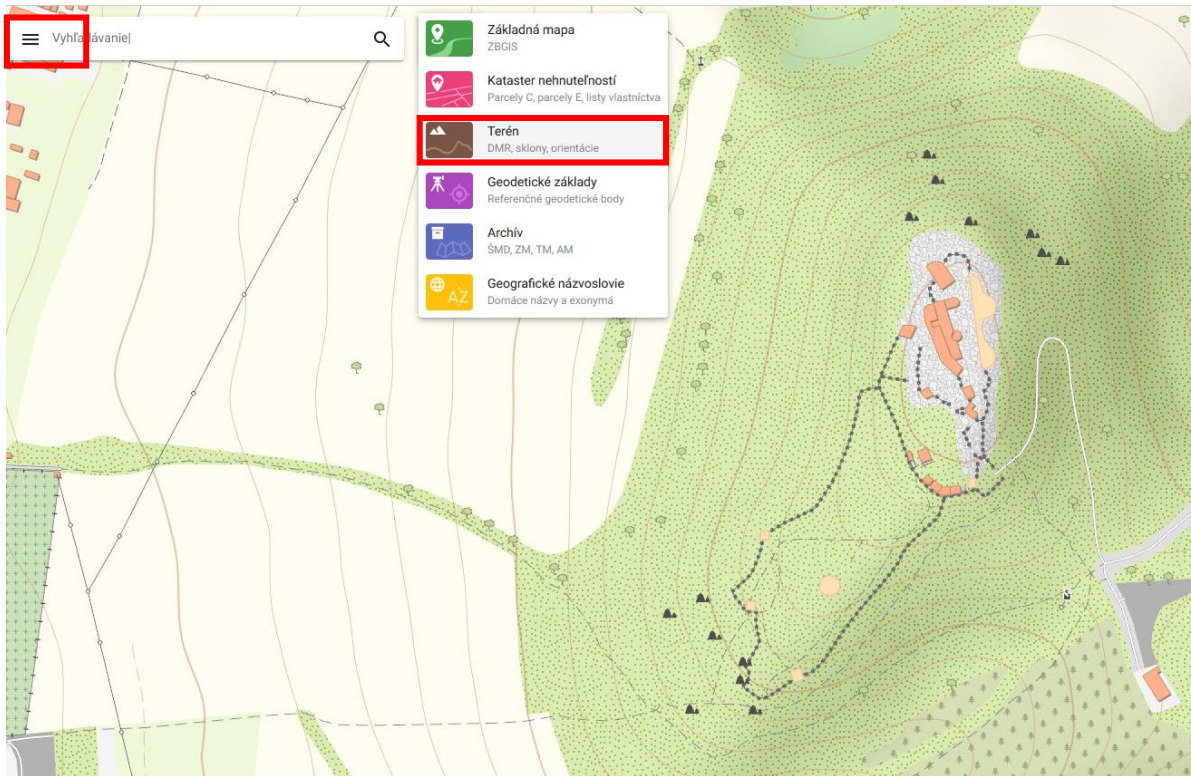 Vyhľadávanie
Základná mapa
ZBGIS
Kataster nehnuteľností
Parcely C, parcely E, listy vlastníctva
Terén
DMR, sklony, orientácie
Geodetické základy
Referenčné geodetické body
Archív
ŠMD, ZM, TM, AM
Geografické názvoslovie
Domáce názvy a exonymá
AZ